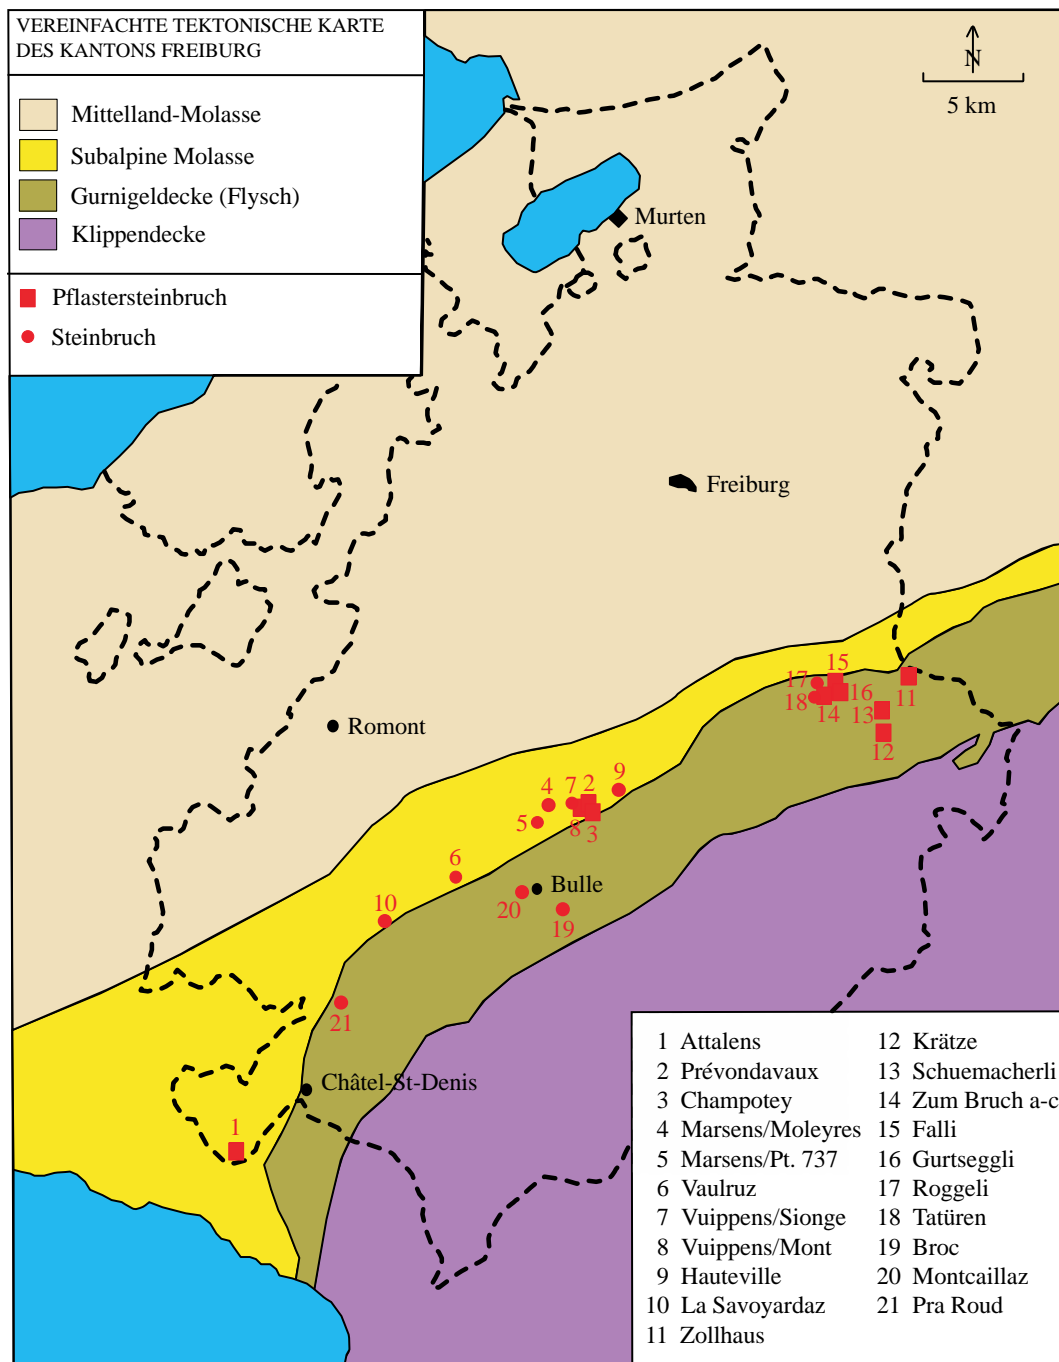 VEREINFACHTE TEKTONISCHE KARTE
DES KANTONS FREIBURG
Mittelland-Molasse
Subalpine Molasse
Gurnigeldecke (Flysch)
Klippendecke
Pflastersteinbruch
Steinbruch
N
5 km
Murten
Freiburg
Romont
Bulle
Châtel-St-Denis
15
17
16
18
14
11
13
12
9
7
2
4
5
8
3
6
10
20
19
21
1
1 Attalens
2 Prévondavaux
3 Champotey
4 Marsens/Moleyres
5 Marsens/Pt. 737
6 Vaulruz
7 Vuippens/Sionge
8 Vuippens/Mont
9 Hauteville
10 La Savoyardaz
11 Zollhaus
12 Krätze
13 Schuemacherli
14 Zum Bruch a-c
15 Falli
16 Gurtseggli
17 Roggeli
18 Tatüren
19 Broc
20 Montcaillaz
21 Pra Roud